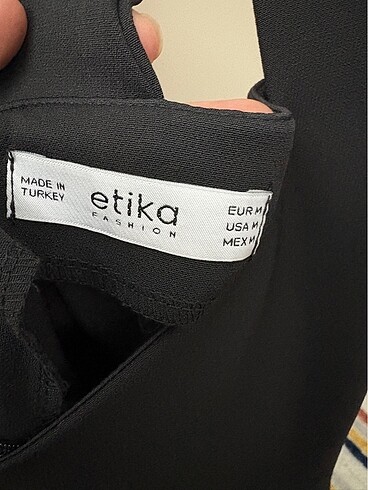 MADE IN
TURKEY
etika
FASHION
EUR M
USA M
MEX M